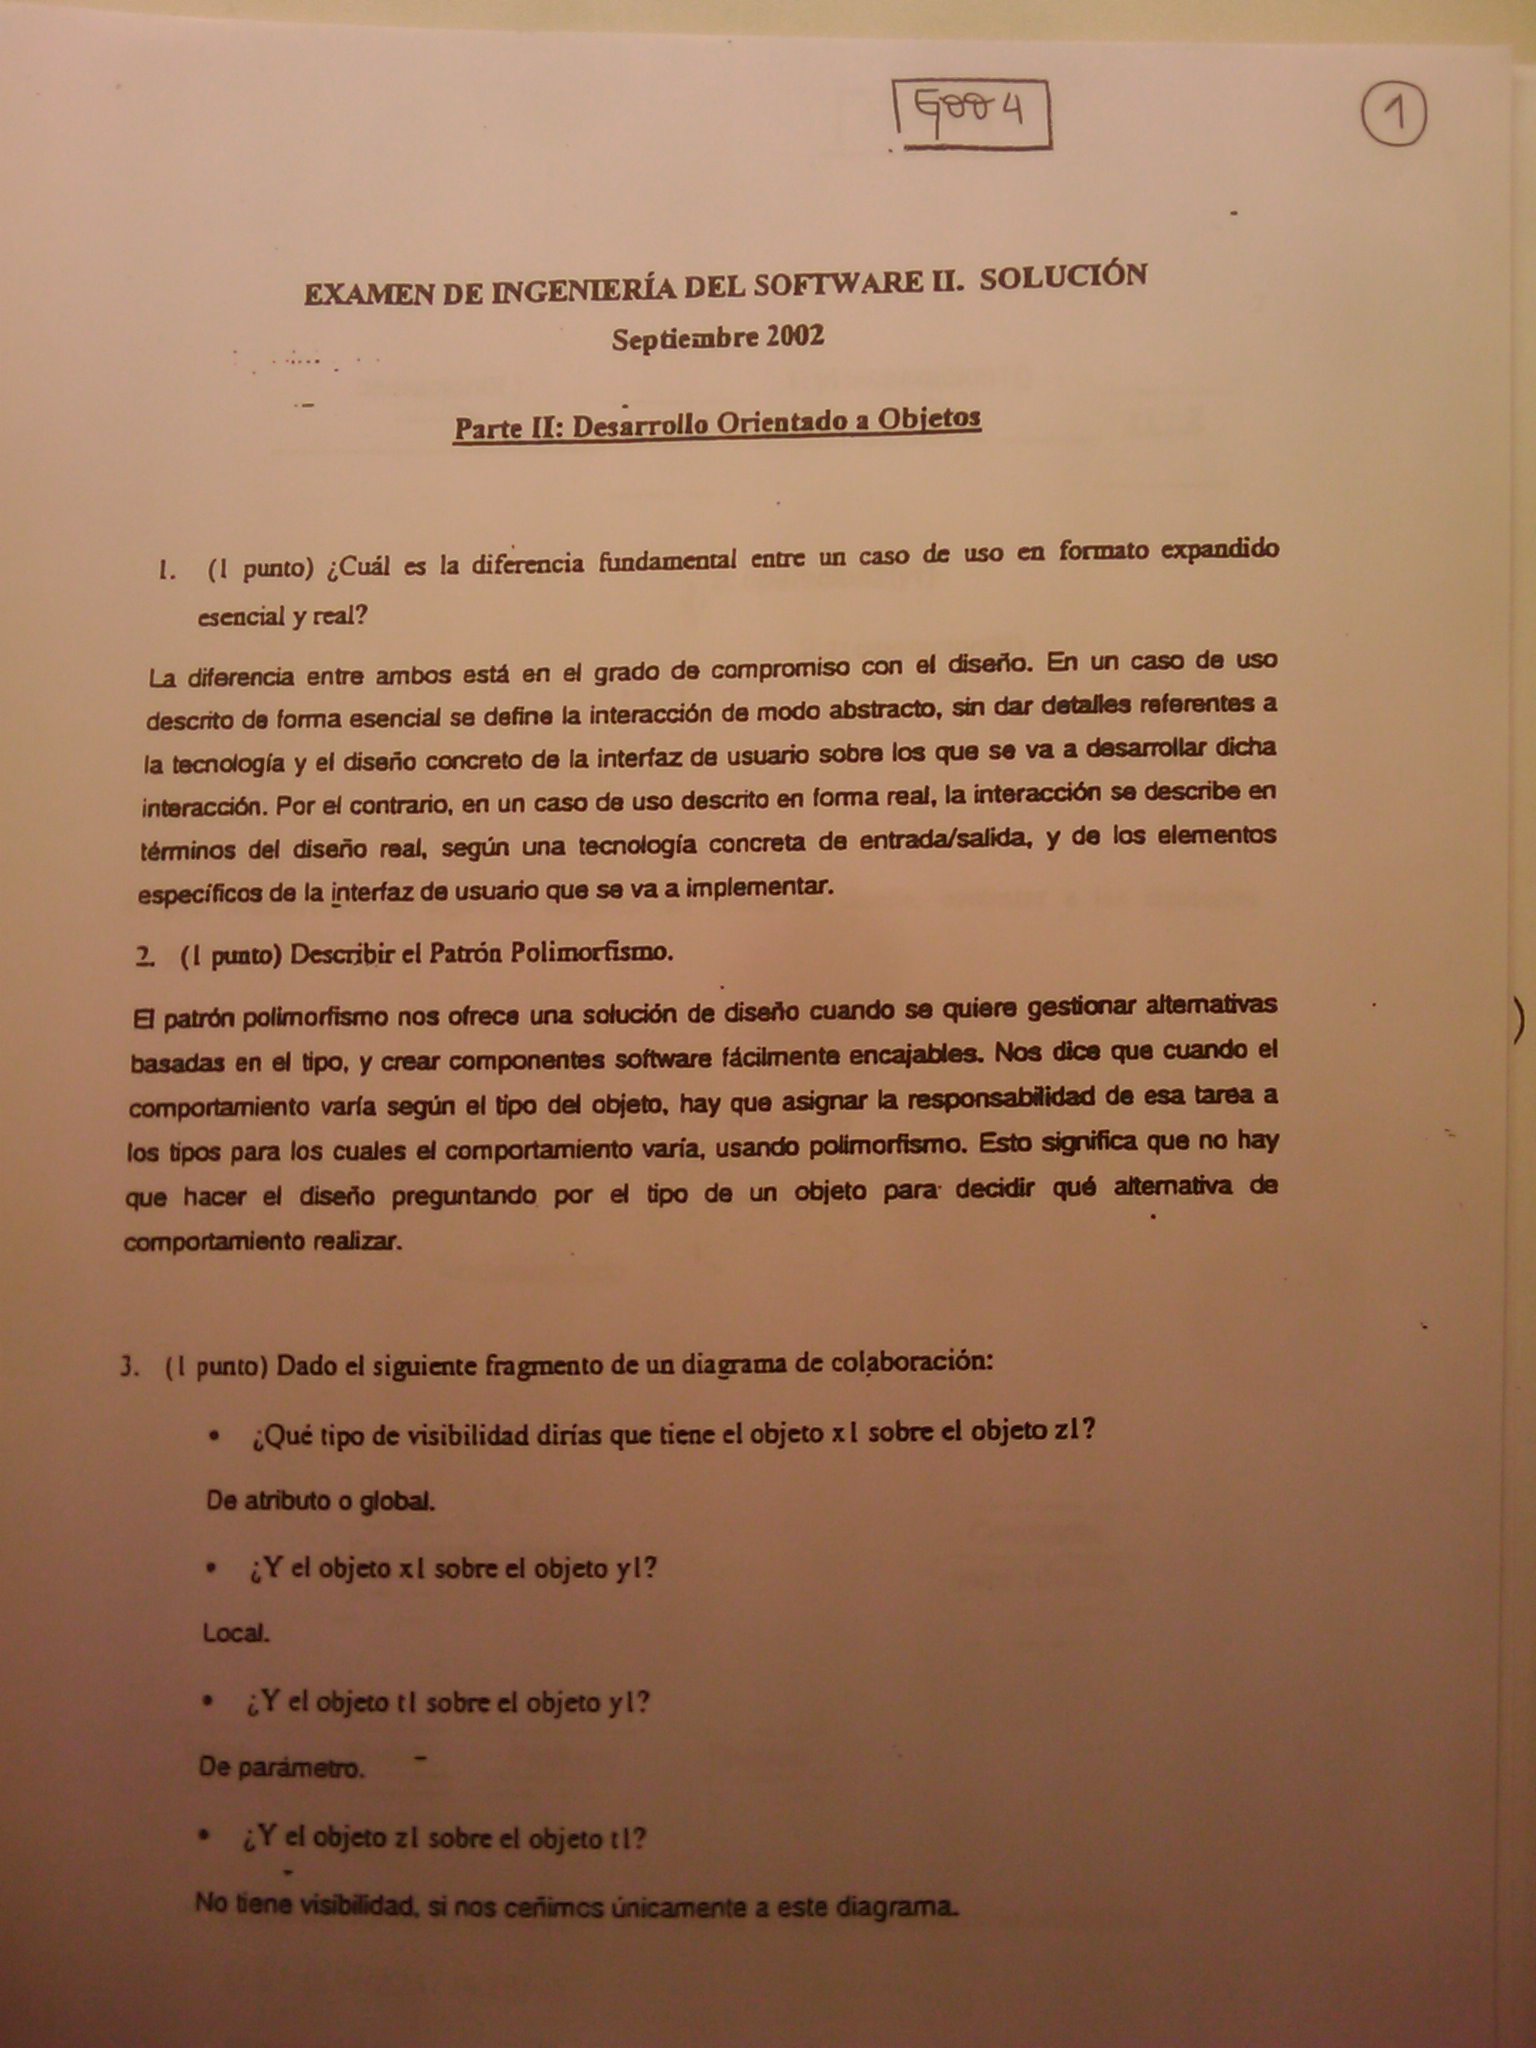 4
1
EXAMEN DE INGENIERÍA DEL SOFTWARE II. SOLUCIÓN
Septiembre 2002
Parte II: Desarrollo Orientado a Objetos
1. (1 punto) ¿Cuál es la diferencia fundamental entre un caso de uso en formato expandido
esencial y real?
La diferencia entre ambos está en el grado de compromiso con el diseño. En un caso de uso
descrito de forma esencial se define la interacción de modo abstracto, sin dar detalles referentes a
la tecnología y el diseño concreto de la interfaz de usuario sobre los que se va a desarrollar dicha
interacción. Por el contrario, en un caso de uso descrito en forma real, la interacción se describe en
términos del diseño real, según una tecnología concreta de entrada/salida, y de los elementos
específicos de la interfaz de usuario que se va a implementar.
2. (1 punto) Describir el Patrón Polimorfismo.
El patrón polimorfismo nos ofrece una solución de diseño cuando se quiere gestionar alternativas
basadas en el tipo, y crear componentes software fácilmente encajables. Nos dice que cuando el
comportamiento varía según el tipo del objeto, hay que asignar la responsabilidad de esa tarea a
los tipos para los cuales el comportamiento varía, usando polimorfismo. Esto significa que no hay
que hacer el diseño preguntando por el tipo de un objeto para decidir qué alternativa de
comportamiento realizar.
3. (1 punto) Dado el siguiente fragmento de un diagrama de colaboración:
• ¿Qué tipo de visibilidad dirías que tiene el objeto x1 sobre el objeto z1?
De atributo o global.
• ¿Y el objeto x1 sobre el objeto y1?
Local.
• ¿Y el objeto t1 sobre el objeto y1?
De parámetro.
• ¿Y el objeto z1 sobre el objeto t1?
No tiene visibilidad, si nos ceñimos únicamente a este diagrama.